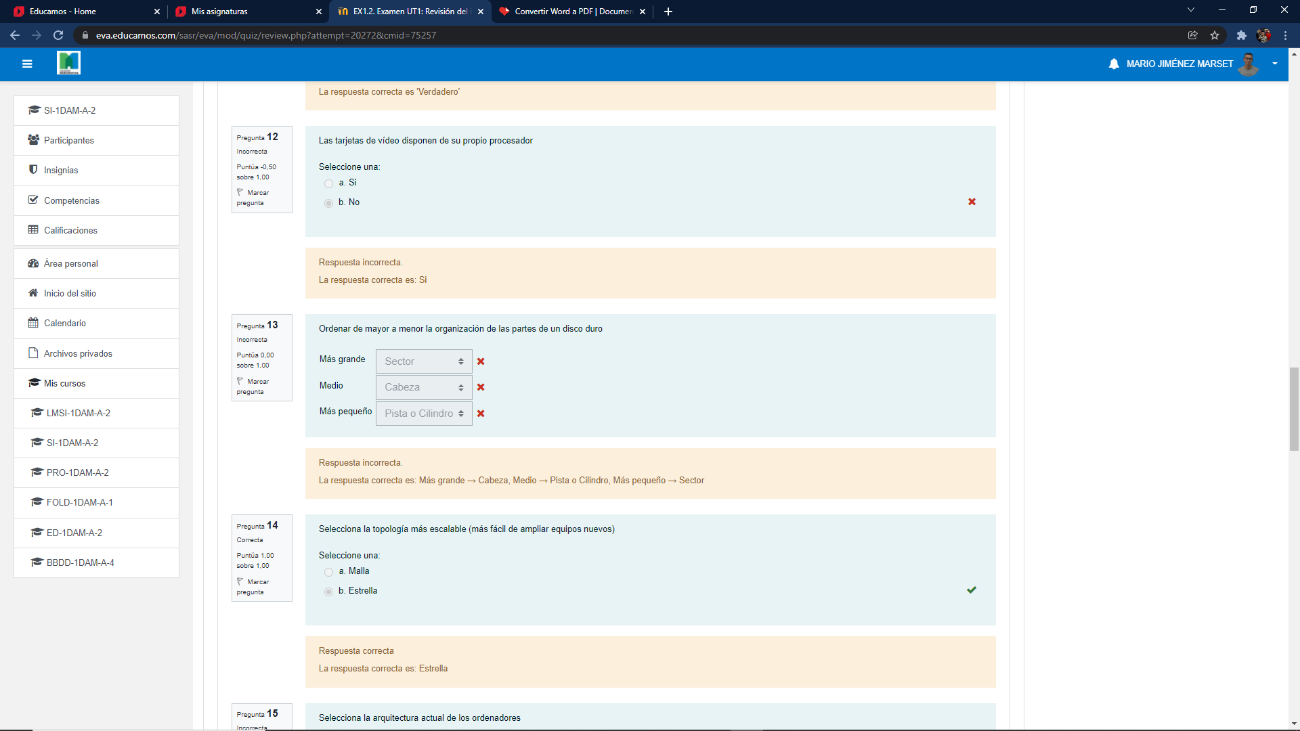 Educamos - Home
Mis asignaturas
EX1.2. Examen UT1: Revisión del
Convertir Word a PDF | Documen
eva.educamos.com/sasr/eva/mod/quiz/review.php?attempt=20272&cmid=75257
MARIO JIMÉNEZ MARSET
SI-1DAM-A-2
Participantes
Insignias
Competencias
Calificaciones
Área personal
Inicio del sitio
Calendario
Archivos privados
Mis cursos
LMSI-1DAM-A-2
SI-1DAM-A-2
PRO-1DAM-A-2
FOLD-1DAM-A-1
ED-1DAM-A-2
BBDD-1DAM-A-4
La respuesta correcta es 'Verdadero'
Pregunta 12
Incorrecta
Puntúa -0,50
sobre 1,00
Marcar
pregunta
Las tarjetas de vídeo disponen de su propio procesador
Seleccione una:
a. Si
b. No
Respuesta incorrecta.
La respuesta correcta es: Si
Pregunta 13
Incorrecta
Puntúa 0,00
sobre 1,00
Marcar
pregunta
Ordenar de mayor a menor la organización de las partes de un disco duro
Más grande Sector
Medio Cabeza
Más pequeño Pista o Cilindro
Respuesta incorrecta.
La respuesta correcta es: Más grande → Cabeza, Medio → Pista o Cilindro, Más pequeño → Sector
Pregunta 14
Correcta
Puntúa 1,00
sobre 1,00
Marcar
pregunta
Selecciona la topología más escalable (más fácil de ampliar equipos nuevos)
Seleccione una:
a. Malla
b. Estrella
Respuesta correcta
La respuesta correcta es: Estrella
Pregunta 15
Incorrecta
Selecciona la arquitectura actual de los ordenadores